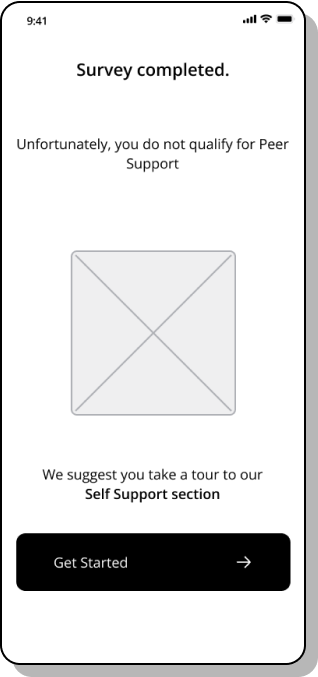 9:41
Survey completed.
Unfortunately, you do not qualify for Peer
Support
We suggest you take a tour to our
Self Support section
Get Started